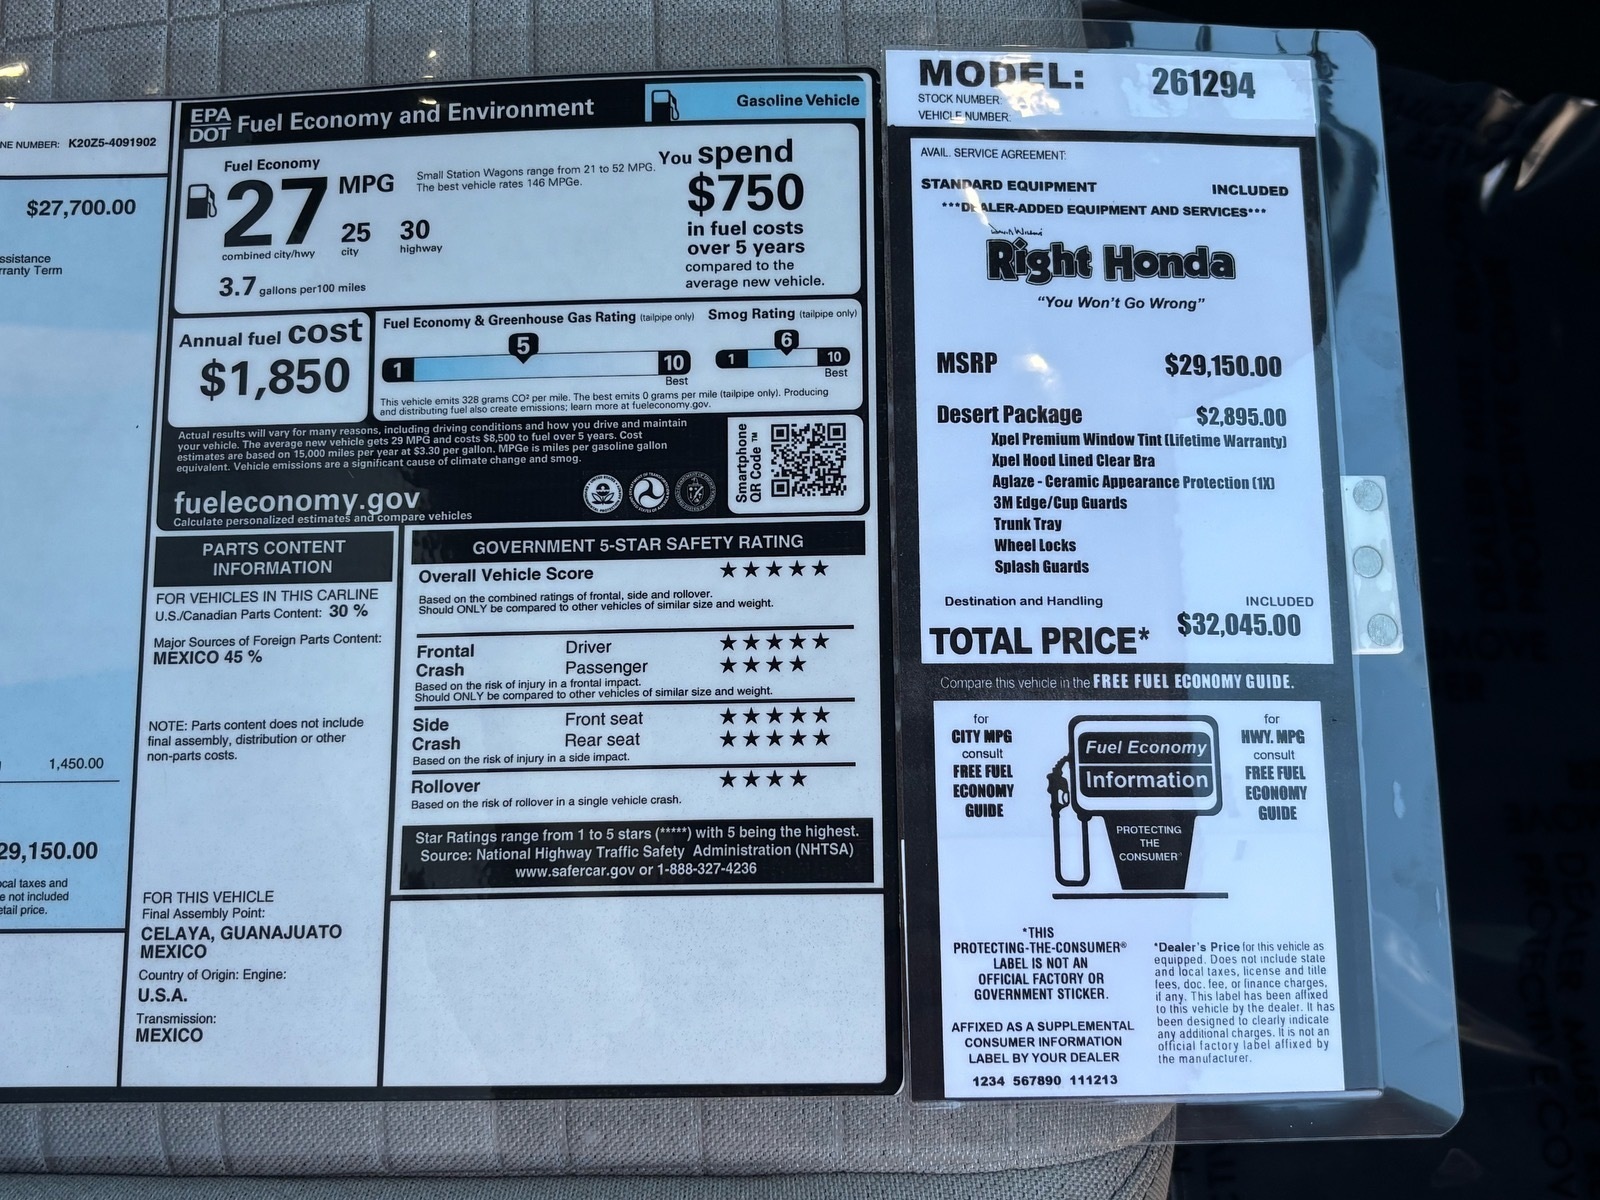 NE NUMBER: K20Z5-4091902
$27,700.00
ssistance
rranty Term
1,450.00
29,150.00
ocal taxes and
e not included
etail price.
EPA
DOT
Fuel Economy and Environment
Gasoline Vehicle
Fuel Economy
27 MPG
combined city/hwy
25
city
30
highway
3.7 gallons per100 miles
Small Station Wagons range from 21 to 52 MPG.
The best vehicle rates 146 MPGe.
You spend
$750
in fuel costs
over 5 years
compared to the
average new vehicle.
Annual fuel cost
$1,850
Fuel Economy & Greenhouse Gas Rating (tailpipe only)
5
1
10
Best
Smog Rating (tailpipe only)
6
1
10
Best
This vehicle emits 328 grams CO² per mile. The best emits 0 grams per mile (tailpipe only). Producing
and distributing fuel also create emissions; learn more at fueleconomy.gov.
Actual results will vary for many reasons, including driving conditions and how you drive and maintain
your vehicle. The average new vehicle gets 29 MPG and costs $8,500 to fuel over 5 years. Cost
estimates are based on 15,000 miles per year at $3.30 per gallon. MPGe is miles per gasoline gallon
equivalent. Vehicle emissions are a significant cause of climate change and smog.
fueleconomy.gov
Calculate personalized estimates and compare vehicles
Smartphone
QR Code ™
PARTS CONTENT
INFORMATION
FOR VEHICLES IN THIS CARLINE
U.S./Canadian Parts Content: 30 %
Major Sources of Foreign Parts Content:
MEXICO 45 %
NOTE: Parts content does not include
final assembly, distribution or other
non-parts costs.
FOR THIS VEHICLE
Final Assembly Point:
CELAYA, GUANAJUATO
MEXICO
Country of Origin: Engine:
U.S.A.
Transmission:
MEXICO
GOVERNMENT 5-STAR SAFETY RATING
Overall Vehicle Score ★★★★★
Based on the combined ratings of frontal, side and rollover.
Should ONLY be compared to other vehicles of similar size and weight.
Frontal Driver ★★★★★
Crash Passenger ★★★★
Based on the risk of injury in a frontal impact.
Should ONLY be compared to other vehicles of similar size and weight.
Side Front seat ★★★★★
Crash Rear seat ★★★★★
Based on the risk of injury in a side impact.
Rollover ★★★★
Based on the risk of rollover in a single vehicle crash.
Star Ratings range from 1 to 5 stars (*****) with 5 being the highest.
Source: National Highway Traffic Safety Administration (NHTSA)
www.safercar.gov or 1-888-327-4236
MODEL: 261294
STOCK NUMBER:
VEHICLE NUMBER:
AVAIL. SERVICE AGREEMENT:
STANDARD EQUIPMENT INCLUDED
***DEALER-ADDED EQUIPMENT AND SERVICES***
Right Honda
“You Won't Go Wrong”
MSRP $29,150.00
Desert Package $2,895.00
Xpel Premium Window Tint (Lifetime Warranty)
Xpel Hood Lined Clear Bra
Aglaze - Ceramic Appearance Protection (1X)
3M Edge/Cup Guards
Trunk Tray
Wheel Locks
Splash Guards
Destination and Handling INCLUDED
TOTAL PRICE* $32,045.00
Compare this vehicle in the FREE FUEL ECONOMY GUIDE.
for
CITY MPG
consult
FREE FUEL
ECONOMY
GUIDE
Fuel Economy
Information
PROTECTING
THE
CONSUMER®
for
HWY. MPG
consult
FREE FUEL
ECONOMY
GUIDE
*THIS
PROTECTING-THE-CONSUMER®
LABEL IS NOT AN
OFFICIAL FACTORY OR
GOVERNMENT STICKER.
AFFIXED AS A SUPPLEMENTAL
CONSUMER INFORMATION
LABEL BY YOUR DEALER
1234 567890 111213
*Dealer's Price for this vehicle as
equipped. Does not include state
and local taxes, license and title
fees, doc. fee, or finance charges,
if any. This label has been affixed
to this vehicle by the dealer. It has
been designed to clearly indicate
any additional charges. It is not an
official factory label affixed by
the manufacturer.